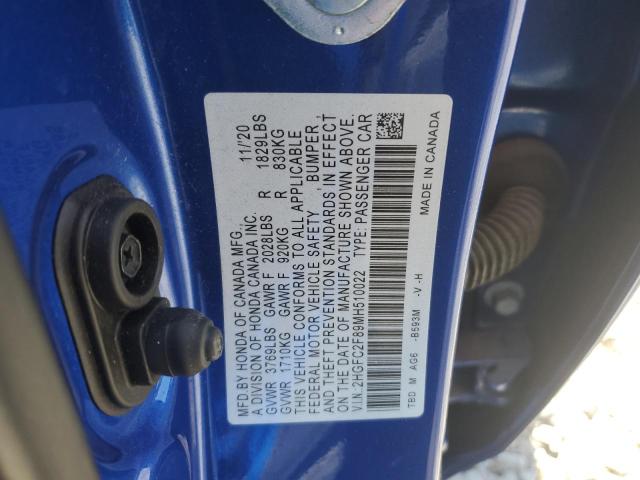 MFD.BY HONDA OF CANADA MFG. 11/20
A DIVISION OF HONDA CANADA INC.
GVWR 3769LBS GAWR F 2028LBS R 1829LBS
GVWR 1710KG GAWR F 920KG R 830KG
THIS VEHICLE CONFORMS TO ALL APPLICABLE
FEDERAL MOTOR VEHICLE SAFETY , BUMPER ,
AND THEFT PREVENTION STANDARDS IN EFFECT
ON THE DATE OF MANUFACTURE SHOWN ABOVE.
V.I.N.:2HGFC2F89MH510022 TYPE: PASSENGER CAR
TBD M AG6 -B593M -V -H MADE IN CANADA